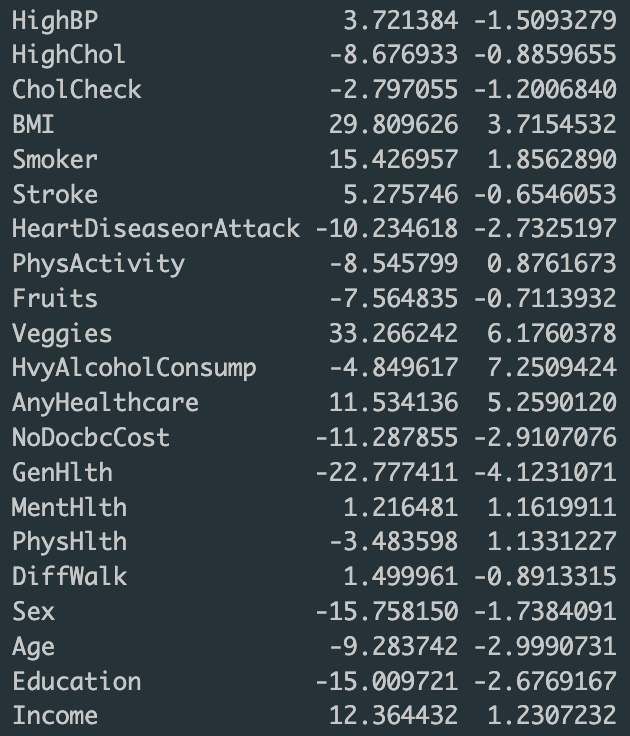 HighBP 3.721384 -1.5093279
HighChol -8.676933 -0.8859655
CholCheck -2.797055 -1.2006840
BMI 29.809626 3.7154532
Smoker 15.426957 1.8562890
Stroke 5.275746 -0.6546053
HeartDiseaseorAttack -10.234618 -2.7325197
PhysActivity -8.545799 0.8761673
Fruits -7.564835 -0.7113932
Veggies 33.266242 6.1760378
HvyAlcoholConsump -4.849617 7.2509424
AnyHealthcare 11.534136 5.2590120
NoDocbcCost -11.287855 -2.9107076
GenHlth -22.777411 -4.1231071
MentHlth 1.216481 1.1619911
PhysHlth -3.483598 1.1331227
DiffWalk 1.499961 -0.8913315
Sex -15.758150 -1.7384091
Age -9.283742 -2.9990731
Education -15.009721 -2.6769167
Income 12.364432 1.2307232